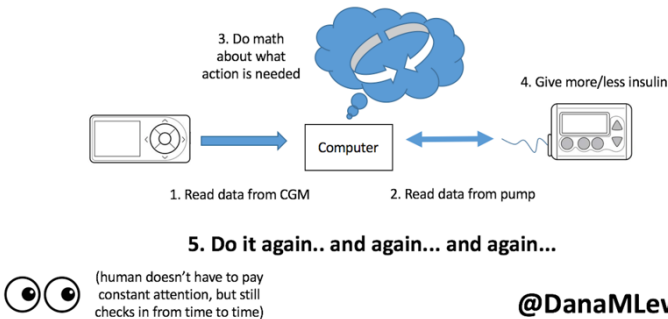 3. Do math
about what
action is needed
4. Give more/less insulin
Computer
1. Read data from CGM
2. Read data from pump
5. Do it again.. and again... and again...
(human doesn't have to pay
constant attention, but still
checks in from time to time)